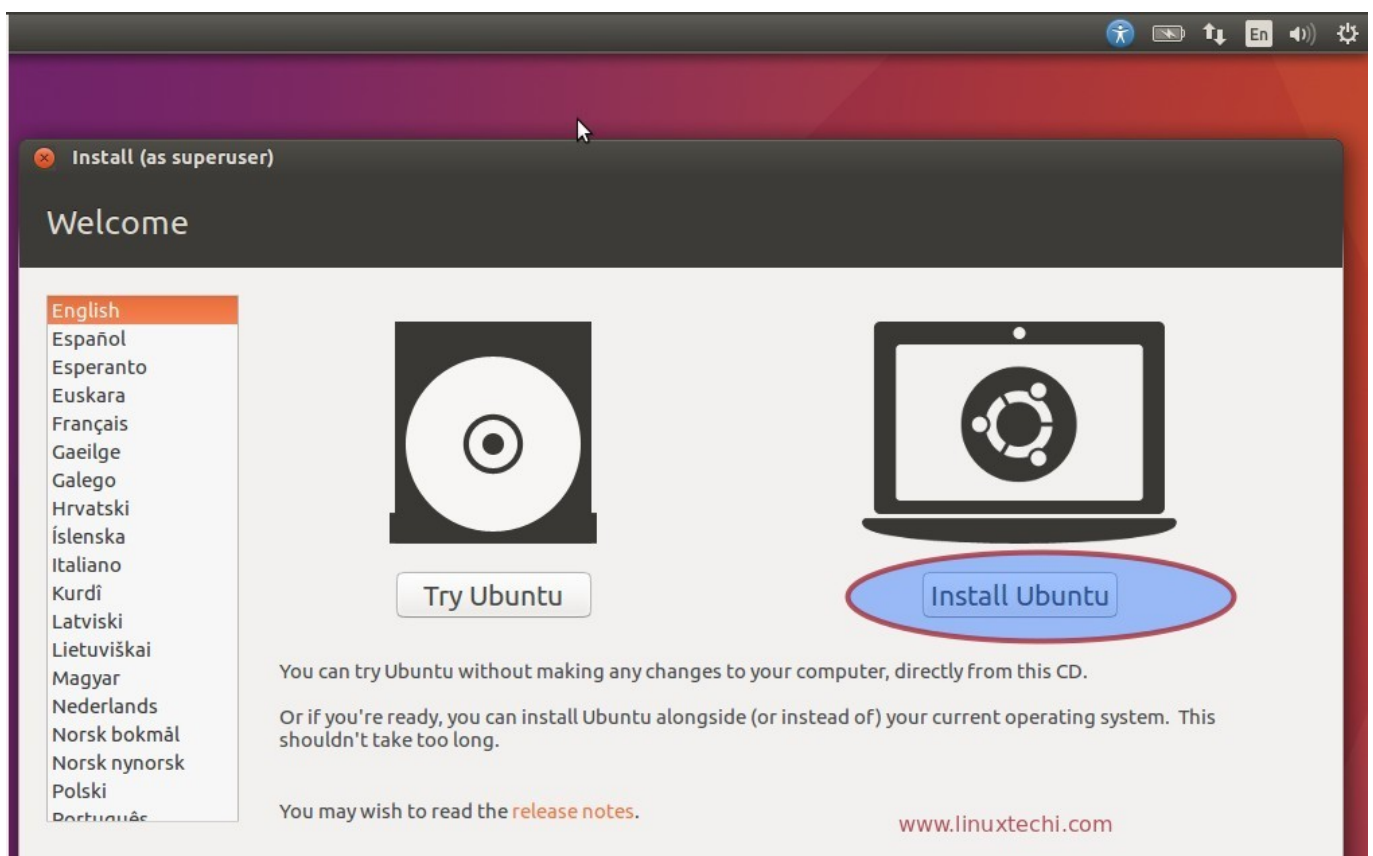 En
Install (as superuser)
Welcome
English
Español
Esperanto
Euskara
Français
Gaeilge
Galego
Hrvatski
Íslenska
Italiano
Kurdî
Latviski
Lietuviškai
Magyar
Nederlands
Norsk bokmål
Norsk nynorsk
Polski
Português
Try Ubuntu
Install Ubuntu
You can try Ubuntu without making any changes to your computer, directly from this CD.
Or if you're ready, you can install Ubuntu alongside (or instead of) your current operating system. This
shouldn't take too long.
You may wish to read the release notes.
www.linuxtechi.com